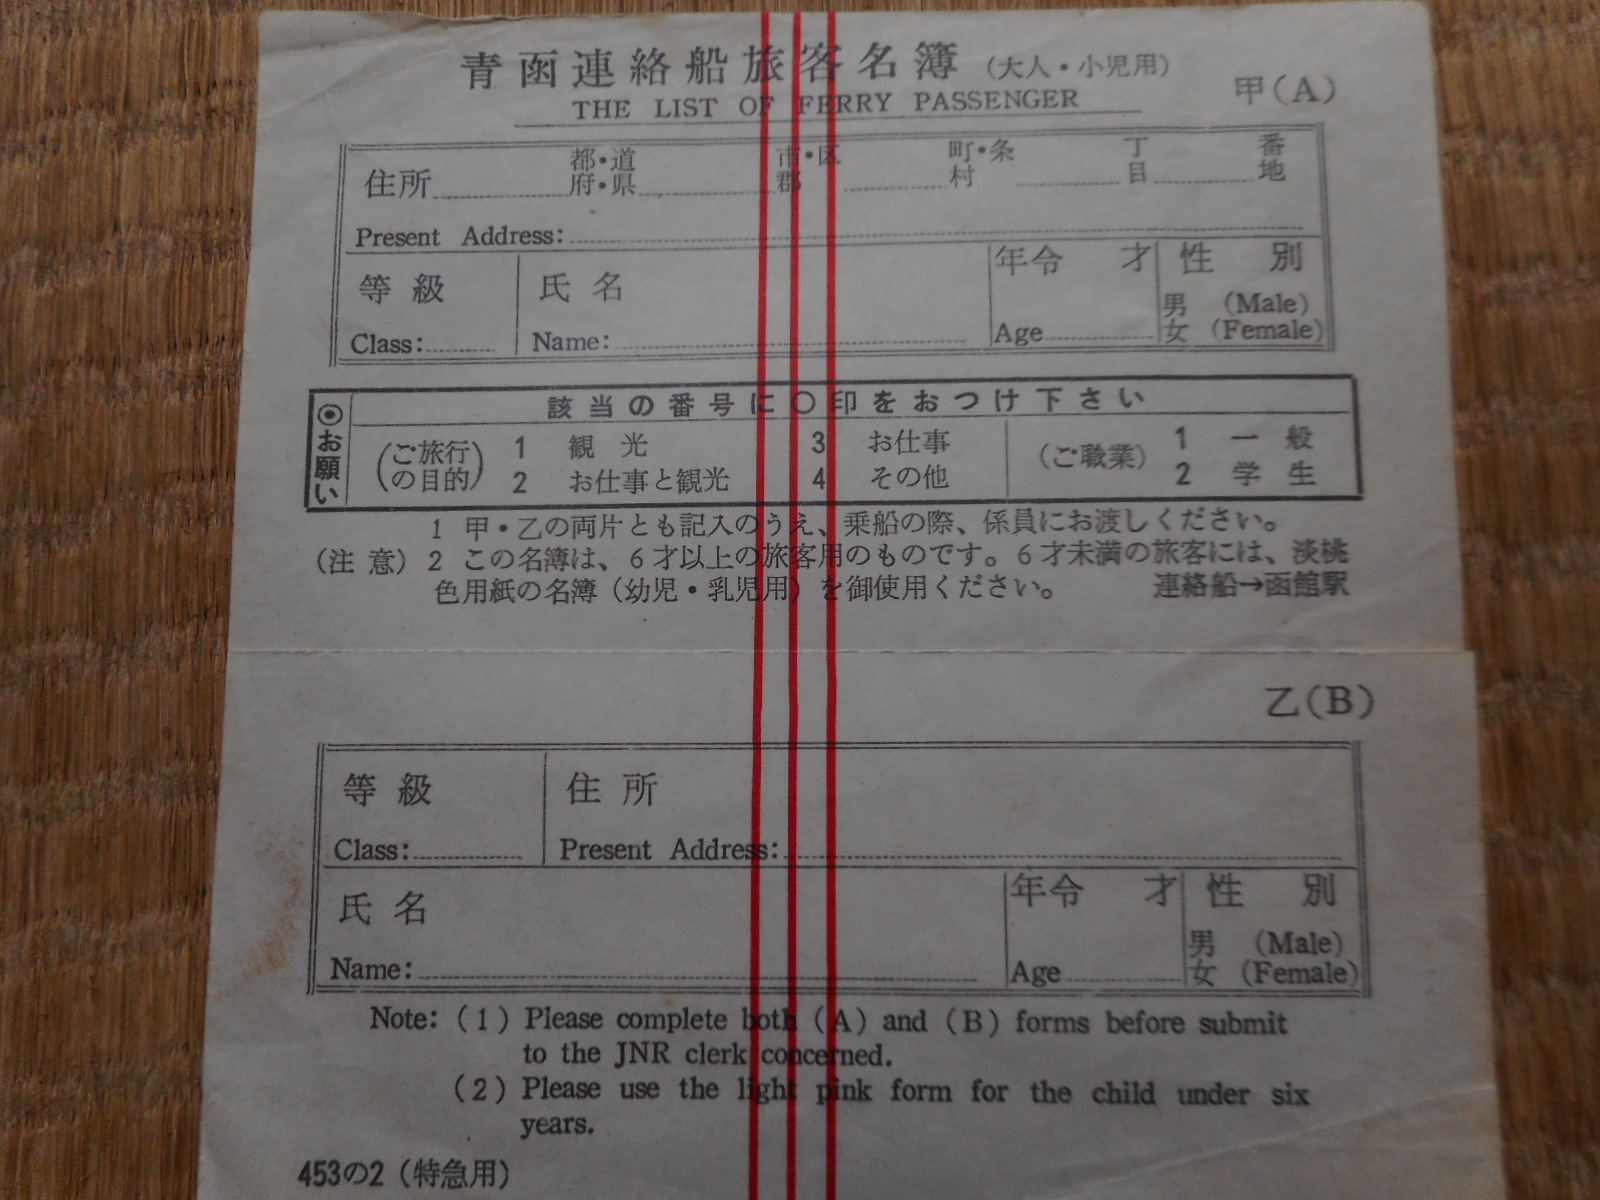 青函連絡船旅客名簿 (大人・小児用)
甲(A)
THE LIST OF FERRY PASSENGER
住所 都・道 市・区 町・条 丁 番
府・県 郡 村 目 地
Present Address:
等級 氏名 年令 才 性別
男 (Male)
Class: Name: Age 女 (Female)
該当の番号に〇印をおつけ下さい
◉お願い
(ご旅行の目的) 1 観光 3 お仕事 (ご職業) 1 一般
2 お仕事と観光 4 その他 2 学生
1 甲・乙の両片とも記入のうえ、乗船の際、係員にお渡しください。
(注意) 2 この名簿は、6才以上の旅客用のものです。6才未満の旅客には、淡桃
色用紙の名簿(幼児・乳児用)を御使用ください。 連絡船→函館駅
乙(B)
等級 住所
Class: Present Address:
氏名 年令 才 性別
男 (Male)
Name: Age 女 (Female)
Note: (1) Please complete both (A) and (B) forms before submit
to the JNR clerk concerned.
(2) Please use the light pink form for the child under six
years.
453の2 (特急用)